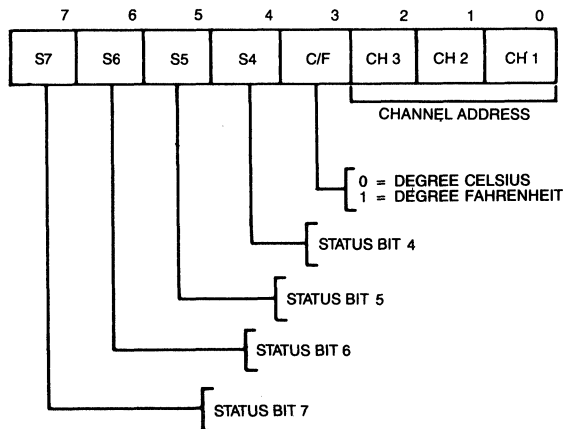 7 6 5 4 3 2 1 0
S7 S6 S5 S4 C/F CH 3 CH 2 CH 1
CHANNEL ADDRESS
0 = DEGREE CELSIUS
1 = DEGREE FAHRENHEIT
STATUS BIT 4
STATUS BIT 5
STATUS BIT 6
STATUS BIT 7